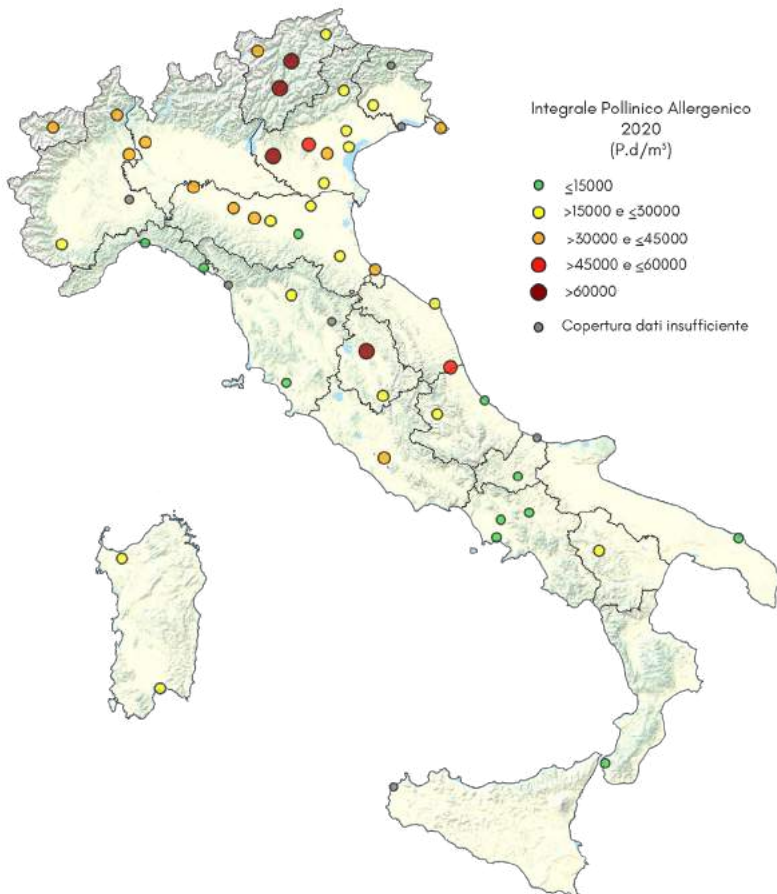 Integrale Pollinico Allergenico
2020
(P.d/m³)
≤15000
>15000 e ≤30000
>30000 e ≤45000
>45000 e ≤60000
>60000
Copertura dati insufficiente